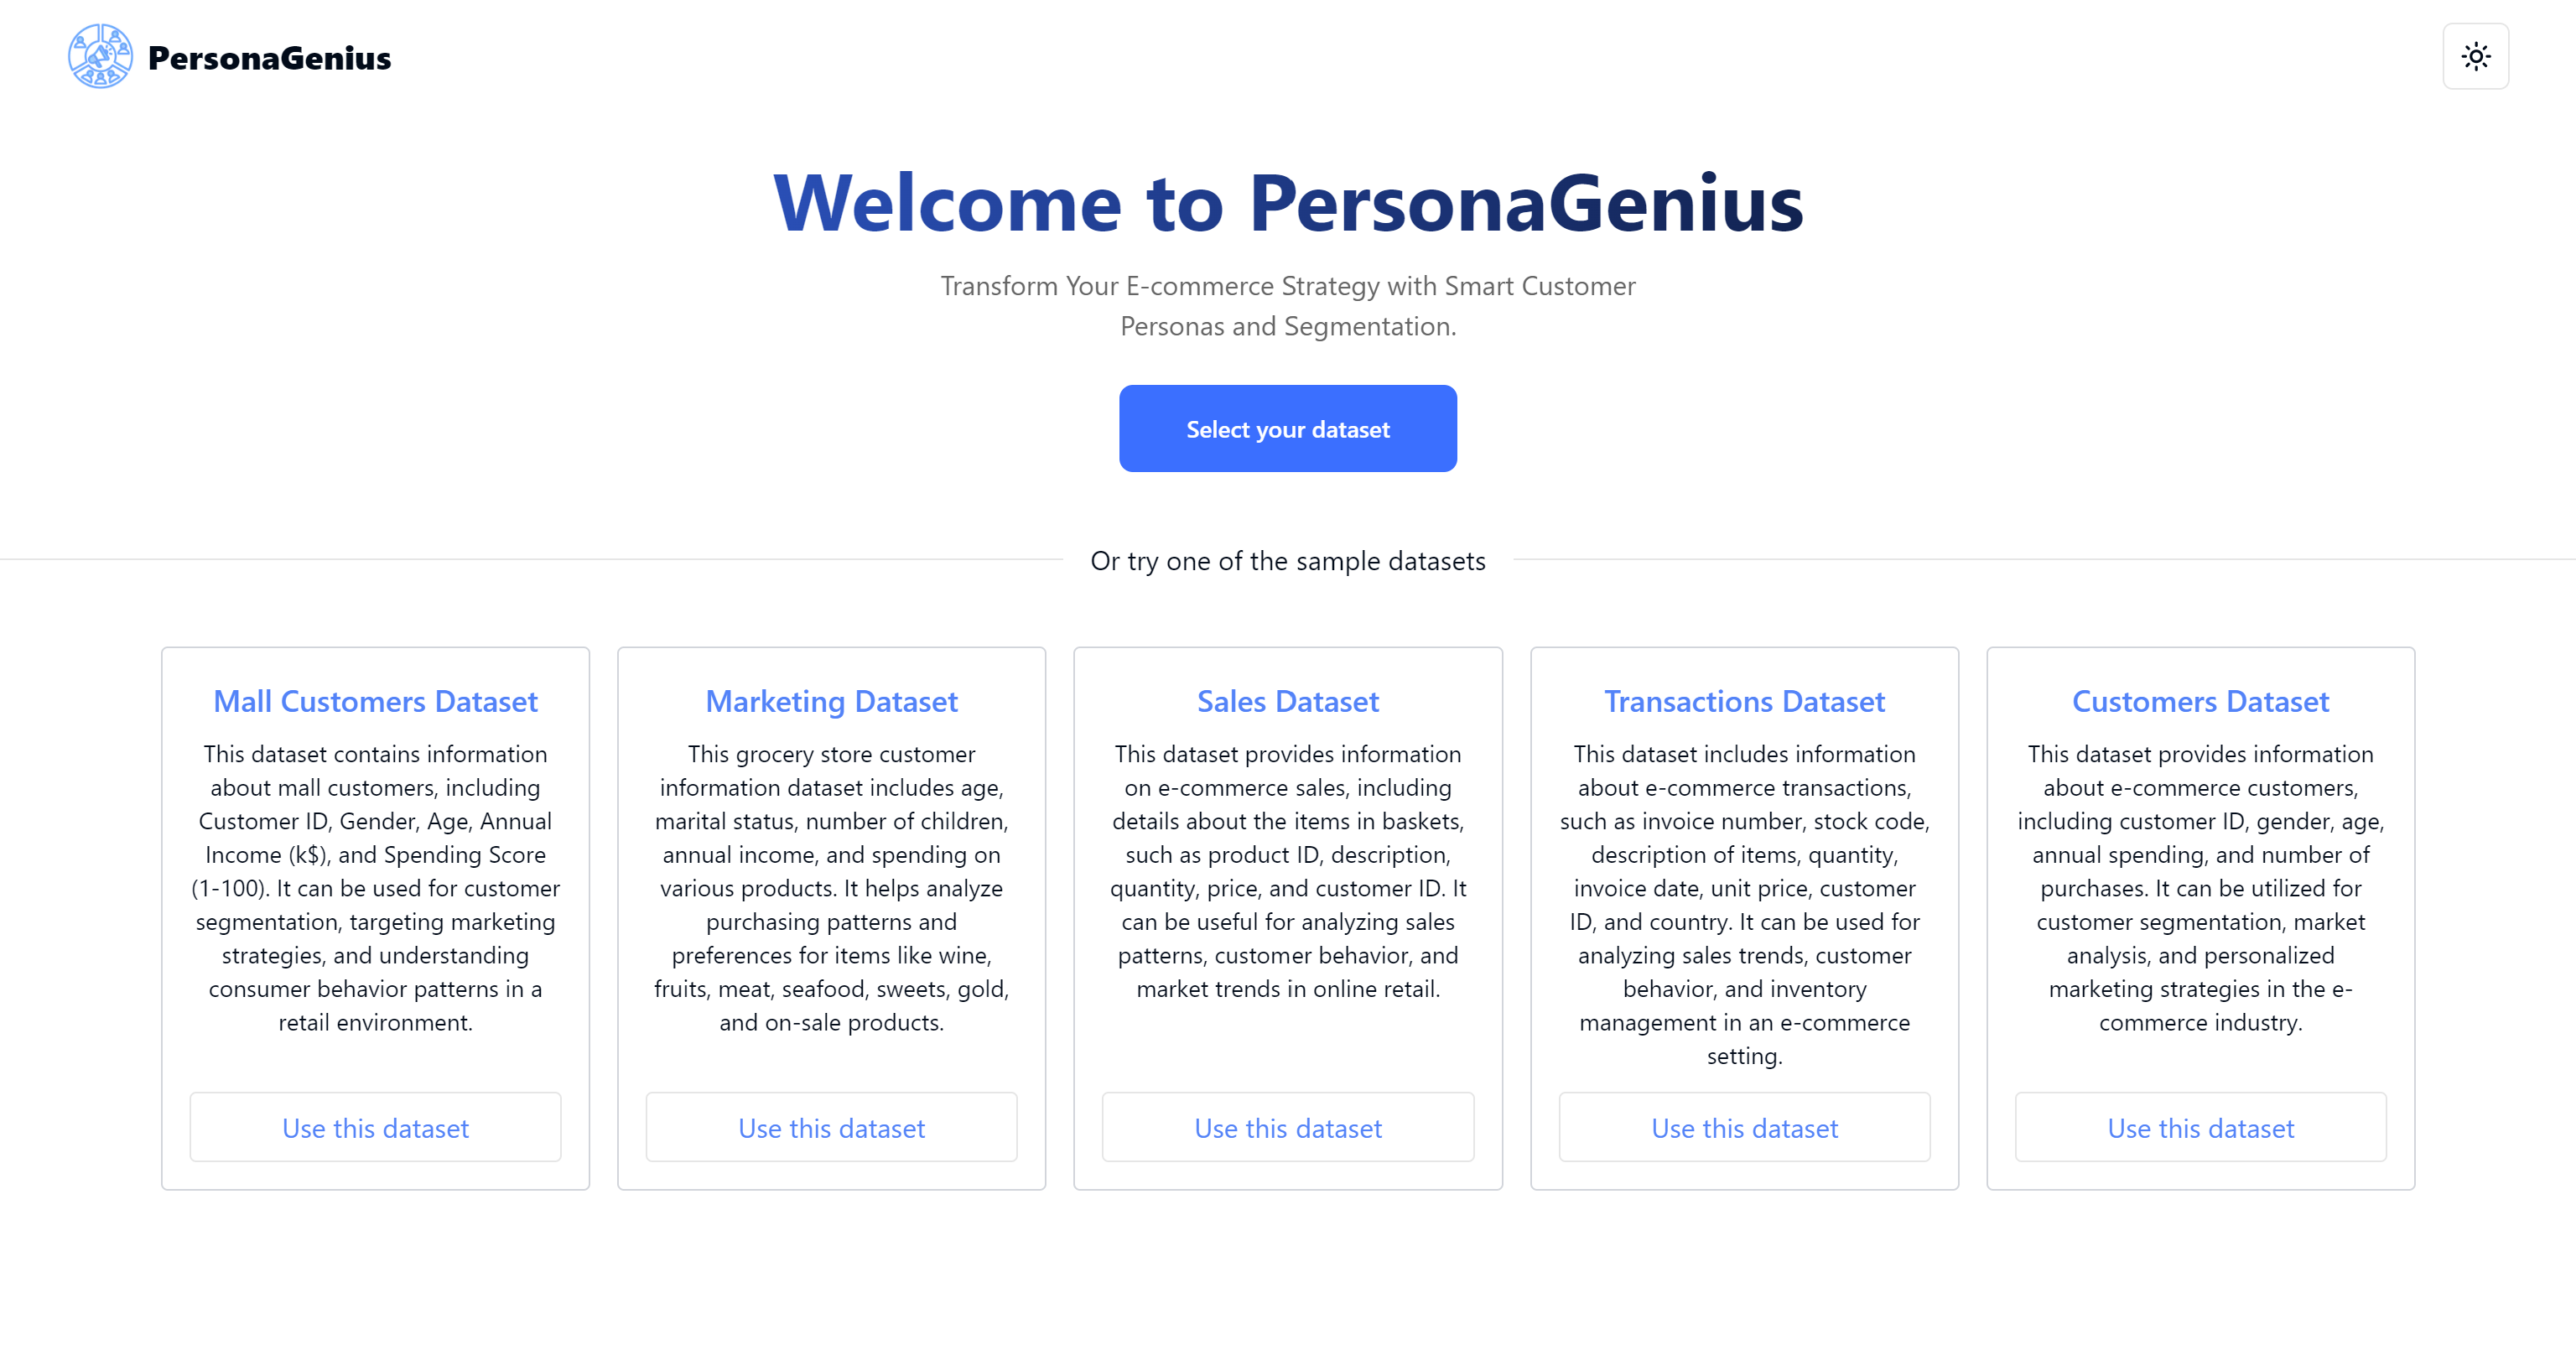 PersonaGenius
Welcome to PersonaGenius
Transform Your E-commerce Strategy with Smart Customer
Personas and Segmentation.
Select your dataset
Or try one of the sample datasets
Mall Customers Dataset
This dataset contains information
about mall customers, including
Customer ID, Gender, Age, Annual
Income (k$), and Spending Score
(1-100). It can be used for customer
segmentation, targeting marketing
strategies, and understanding
consumer behavior patterns in a
retail environment.
Use this dataset
Marketing Dataset
This grocery store customer
information dataset includes age,
marital status, number of children,
annual income, and spending on
various products. It helps analyze
purchasing patterns and
preferences for items like wine,
fruits, meat, seafood, sweets, gold,
and on-sale products.
Use this dataset
Sales Dataset
This dataset provides information
on e-commerce sales, including
details about the items in baskets,
such as product ID, description,
quantity, price, and customer ID. It
can be useful for analyzing sales
patterns, customer behavior, and
market trends in online retail.
Use this dataset
Transactions Dataset
This dataset includes information
about e-commerce transactions,
such as invoice number, stock code,
description of items, quantity,
invoice date, unit price, customer
ID, and country. It can be used for
analyzing sales trends, customer
behavior, and inventory
management in an e-commerce
setting.
Use this dataset
Customers Dataset
This dataset provides information
about e-commerce customers,
including customer ID, gender, age,
annual spending, and number of
purchases. It can be utilized for
customer segmentation, market
analysis, and personalized
marketing strategies in the e-
commerce industry.
Use this dataset